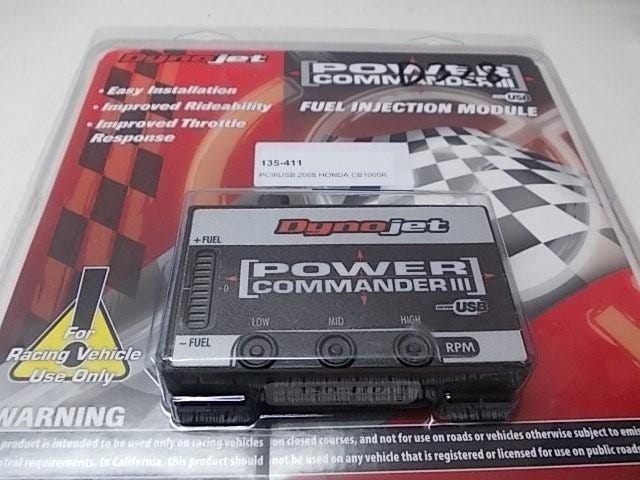 Dynojet
POWER
COMMANDER III
USB
FUEL INJECTION MODULE
• Easy Installation
• Improved Rideability
• Improved Throttle
Response
135-411
PCIIIUSB 2008 HONDA CB1000R
Dynojet
+ FUEL
- 0
- FUEL
POWER
COMMANDER III
USB
LOW
MID
HIGH
RPM
For
Racing Vehicle
Use Only
WARNING
product is intended to be used only on racing vehicles on closed courses, and not for use on roads or vehicles otherwise subject to
requirements. In California, this product should not be used on any vehicle that is registered or licensed for use on public